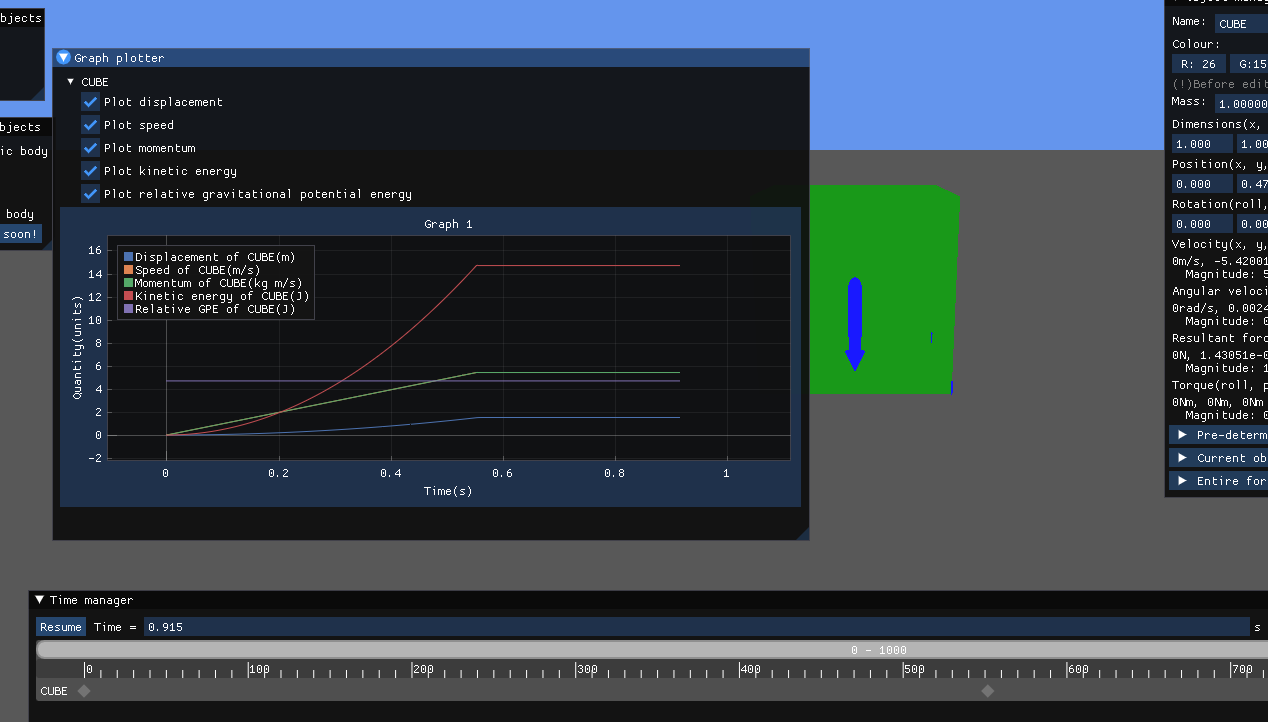 bjects
bjects
ic body
body
soon!
Graph plotter
CUBE
Plot displacement
Plot speed
Plot momentum
Plot kinetic energy
Plot relative gravitational potential energy
Graph 1
Displacement of CUBE(m)
Speed of CUBE(m/s)
Momentum of CUBE(kg m/s)
Kinetic energy of CUBE(J)
Relative GPE of CUBE(J)
Quantity(units)
16
14
12
10
8
6
4
2
0
-2
0 0.2 0.4 0.6 0.8 1
Time(s)
Name: CUBE
Colour:
R: 26 G:15
(!)Before edit
Mass: 1.00000
Dimensions(x,
1.000 1.00
Position(x, y,
0.000 0.47
Rotation(roll,
0.000 0.00
Velocity(x, y,
0m/s, -5.42001
Magnitude: 5
Angular veloci
0rad/s, 0.0024
Magnitude: 0
Resultant forc
0N, 1.43051e-0
Magnitude: 1
Torque(roll, p
0Nm, 0Nm, 0Nm
Magnitude: 0
Pre-determ
Current ob
Entire for
Time manager
Resume Time = 0.915 s
0 - 1000
0 100 200 300 400 500 600 700
CUBE